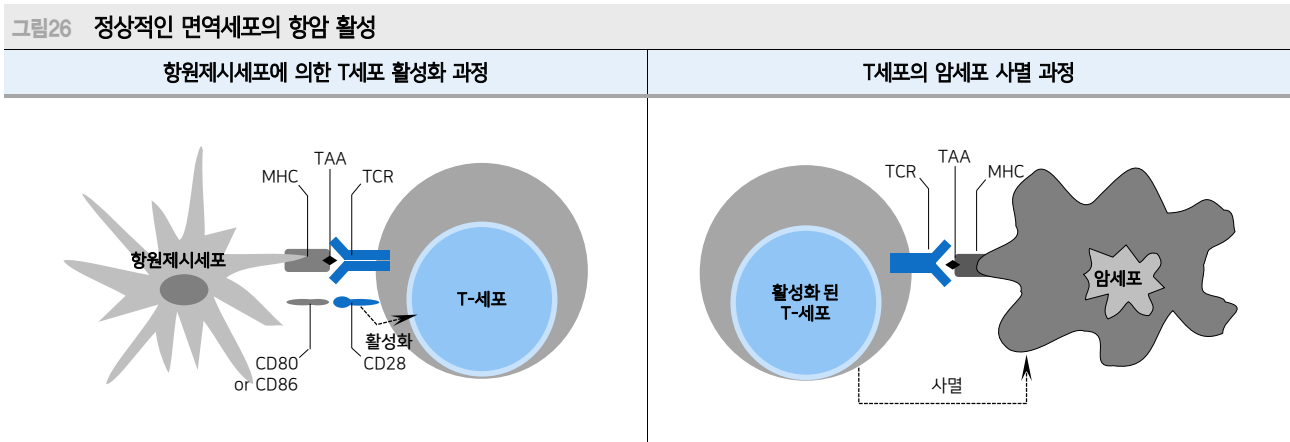 그림26 정상적인 면역세포의 항암 활성
항원제시세포에 의한 T세포 활성화 과정
TAA
MHC
TCR
항원제시세포
T-세포
활성화
CD80
or CD86
CD28
T세포의 암세포 사멸 과정
TAA
TCR
MHC
암세포
활성화 된
T-세포
사멸